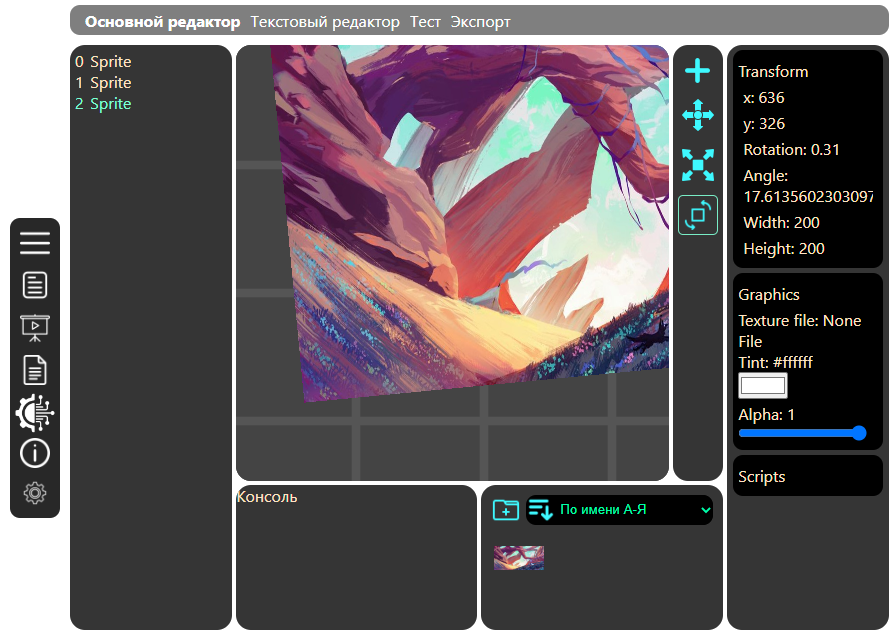 Основной редактор Текстовый редактор Тест Экспорт
0 Sprite
1 Sprite
2 Sprite
Transform
x: 636
y: 326
Rotation: 0.31
Angle:
17.6135602303097
Width: 200
Height: 200
Graphics
Texture file: None
File
Tint: #ffffff
Alpha: 1
Scripts
Консоль
По имени А-Я